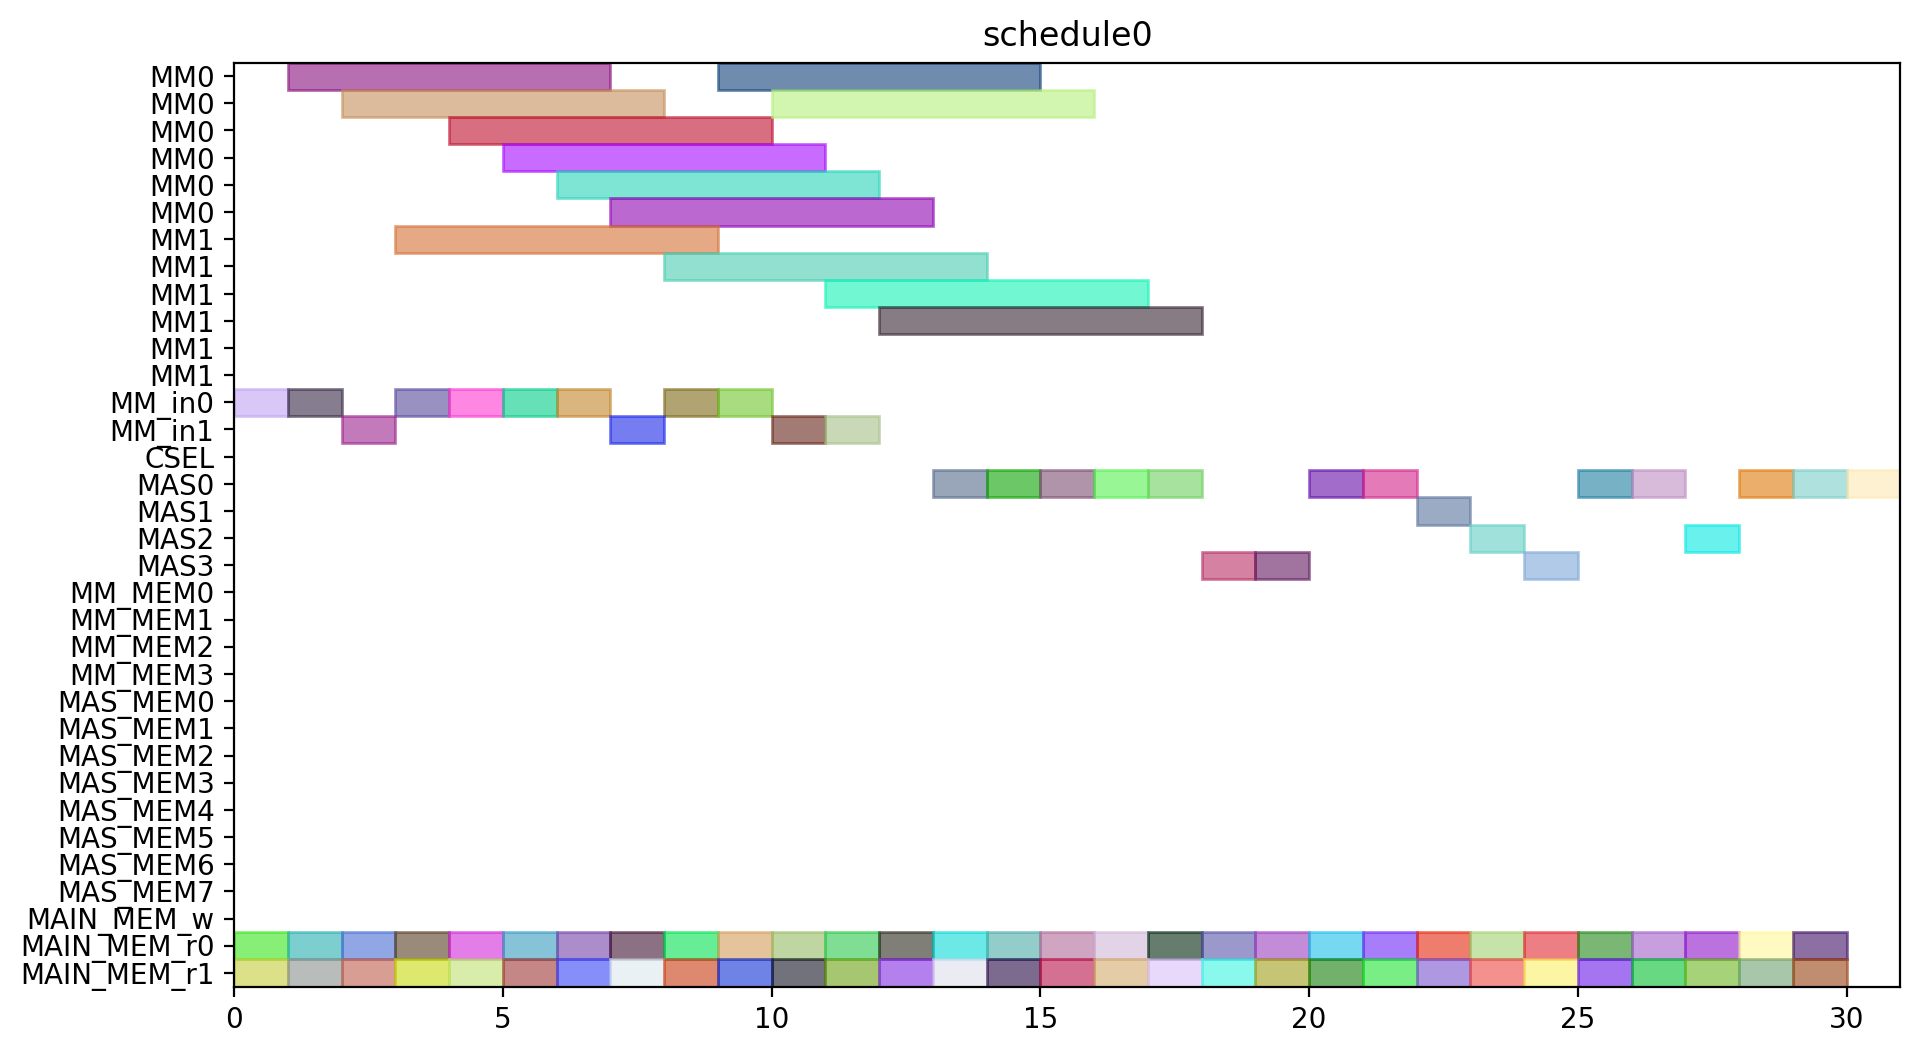 schedule0
MM0
MM0
MM0
MM0
MM0
MM0
MM1
MM1
MM1
MM1
MM1
MM1
MM_in0
MM_in1
CSEL
MAS0
MAS1
MAS2
MAS3
MM_MEM0
MM_MEM1
MM_MEM2
MM_MEM3
MAS_MEM0
MAS_MEM1
MAS_MEM2
MAS_MEM3
MAS_MEM4
MAS_MEM5
MAS_MEM6
MAS_MEM7
MAIN_MEM_w
MAIN_MEM_r0
MAIN_MEM_r1
0 5 10 15 20 25 30